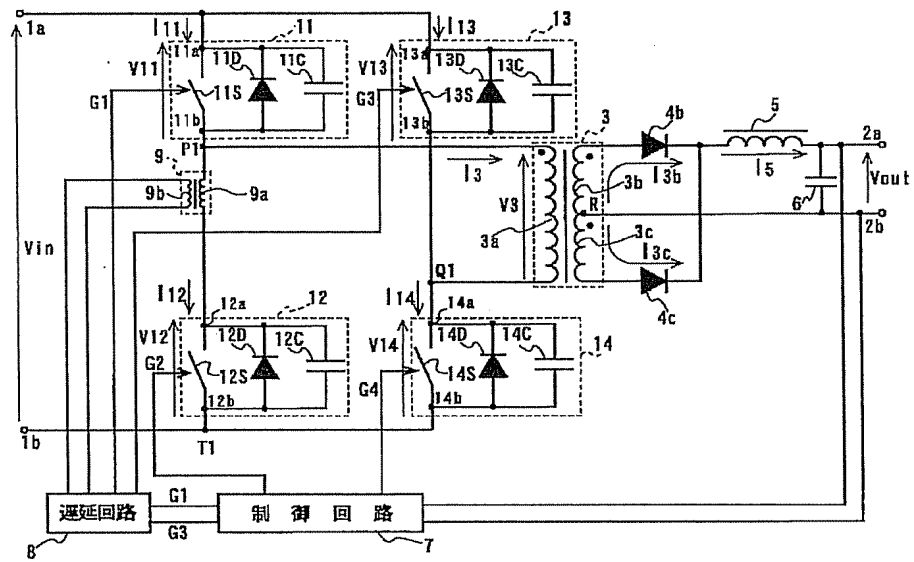 1a I11 11 I13 13
11a 11D 11C 13a 13D 13C
V11 V13
G1 11S G3 13S
11b 13b
P1 3 4b 5 2a
9 I3 I3b I5
9b 9a V3 3b R 6 Vout
Vin 3a 3c 2b
Q1 I3c
4c
I12 12a 12 I14 14a
V12 12D 12C V14 14D 14C 14
G2 12S G4 14S
12b 14b
1b T1
遅延回路 G1 制御回路
8 G3 7